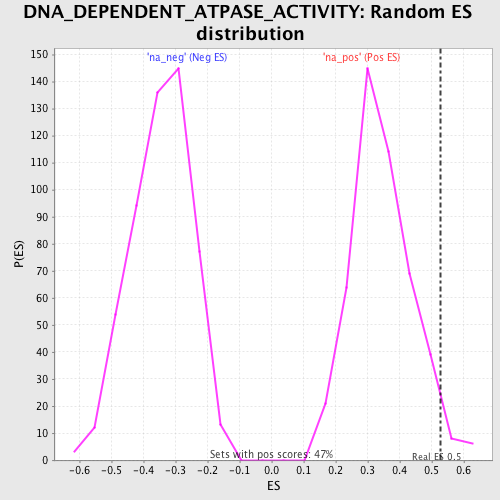 DNA_DEPENDENT_ATPASE_ACTIVITY: Random ES
distribution
'na_neg' (Neg ES)
'na_pos' (Pos ES)
150
140
130
120
110
100
90
80
70
60
50
40
30
20
10
0
P(ES)
Sets with pos scores: 47%
Real ES 0.5
-0.6 -0.5 -0.4 -0.3 -0.2 -0.1 0.0 0.1 0.2 0.3 0.4 0.5 0.6
ES